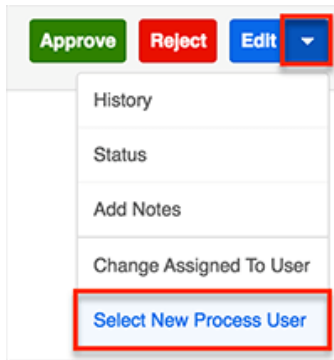 Approve Reject Edit
History
Status
Add Notes
Change Assigned To User
Select New Process User